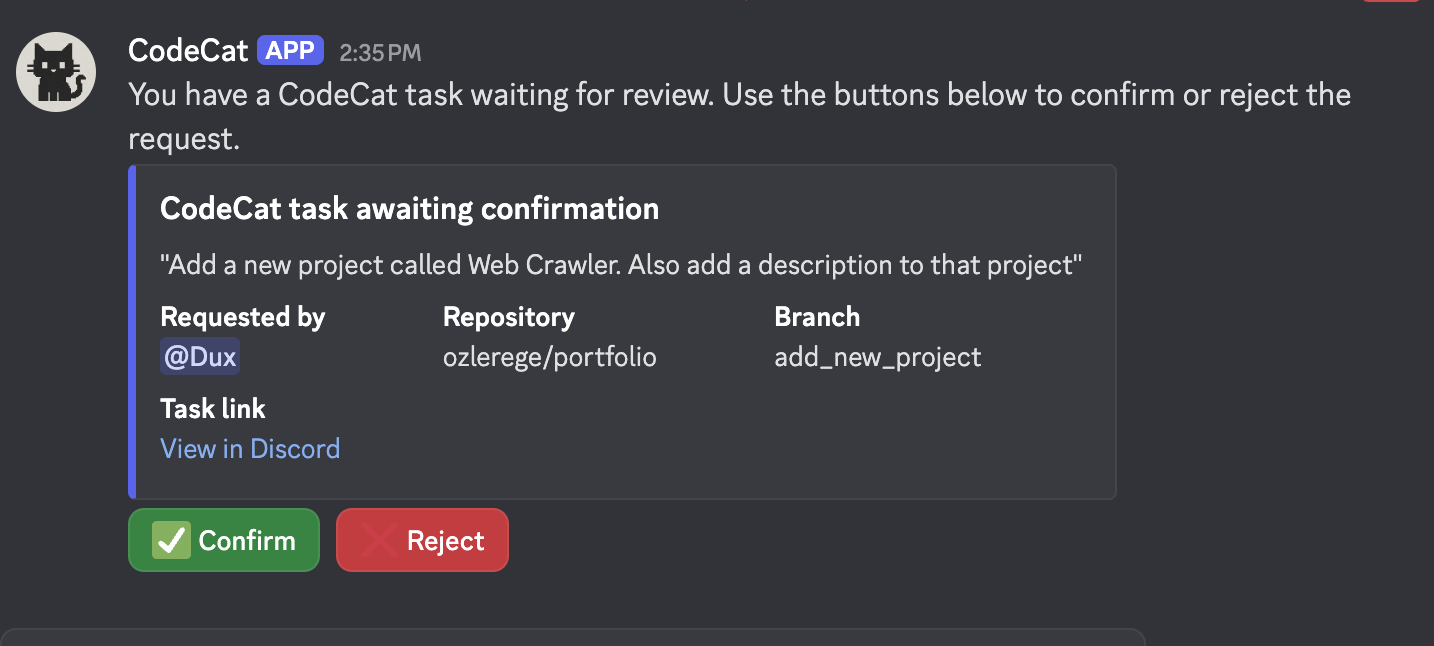 CodeCat APP 2:35 PM
You have a CodeCat task waiting for review. Use the buttons below to confirm or reject the
request.
CodeCat task awaiting confirmation
"Add a new project called Web Crawler. Also add a description to that project"
Requested by Repository Branch
@Dux ozlerege/portfolio add_new_project
Task link
View in Discord
Confirm Reject